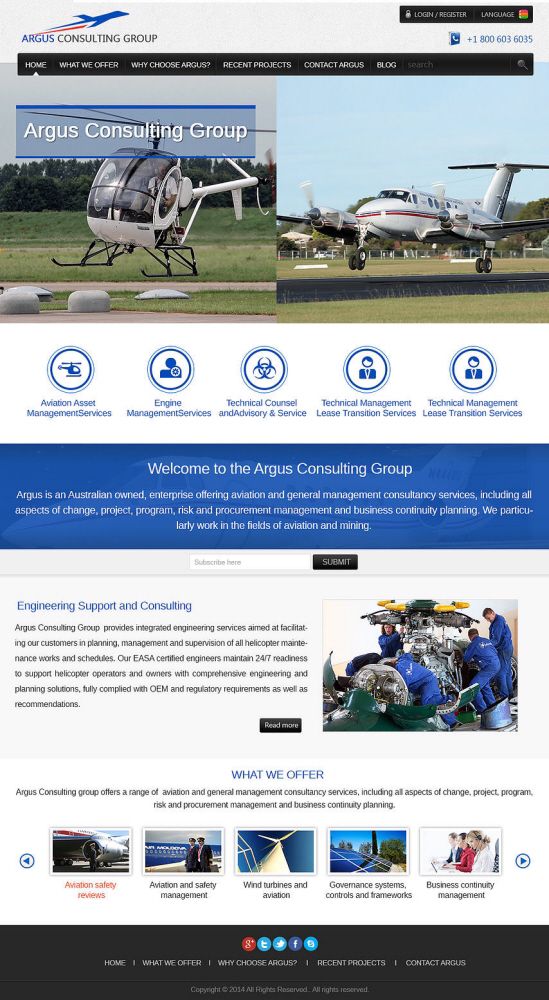 LOGIN / REGISTER LANGUAGE
ARGUS CONSULTING GROUP
+1 800 603 6035
HOME WHAT WE OFFER WHY CHOOSE ARGUS? RECENT PROJECTS CONTACT ARGUS BLOG search
Argus Consulting Group
Aviation Asset
ManagementServices
Engine
ManagementServices
Technical Counsel
andAdvisory & Service
Technical Management
Lease Transition Services
Technical Management
Lease Transition Services
Welcome to the Argus Consulting Group
Argus is an Australian owned, enterprise offering aviation and general management consultancy services, including all
aspects of change, project, program, risk and procurement management and business continuity planning. We particu-
larly work in the fields of aviation and mining.
Subscribe here SUBMIT
Engineering Support and Consulting
Argus Consulting Group provides integrated engineering services aimed at facilitat-
ing our customers in planning, management and supervision of all helicopter mainte-
nance works and schedules. Our EASA certified engineers maintain 24/7 readiness
to support helicopter operators and owners with comprehensive engineering and
planning solutions, fully complied with OEM and regulatory requirements as well as
recommendations.
Read more
WHAT WE OFFER
Argus Consulting group offers a range of aviation and general management consultancy services, including all aspects of change, project, program,
risk and procurement management and business continuity planning.
AIR MOLDOVA
Aviation safety
reviews
Aviation and safety
management
Wind turbines and
aviation
Governance systems,
controls and frameworks
Business continuity
management
HOME I WHAT WE OFFER I WHY CHOOSE ARGUS? I RECENT PROJECTS I CONTACT ARGUS
Copyright © 2014 All Rights Reserved.. All rights reserved.